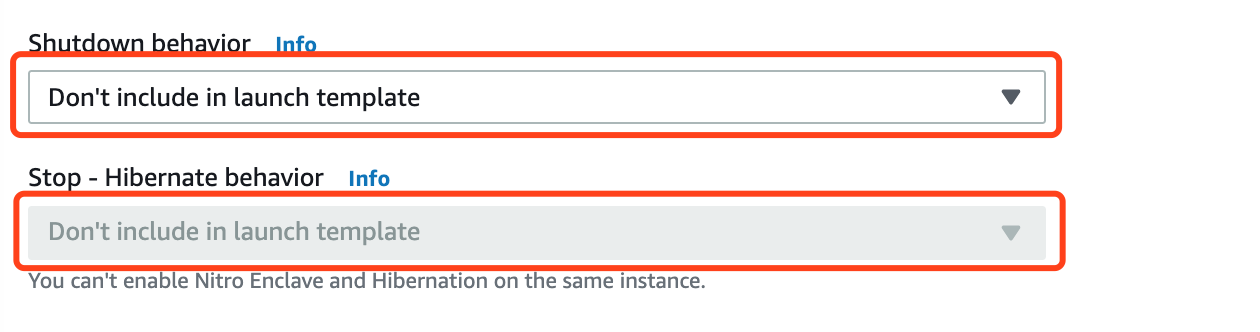 Shutdown behavior Info
Don't include in launch template
Stop - Hibernate behavior Info
Don't include in launch template
You can't enable Nitro Enclave and Hibernation on the same instance.